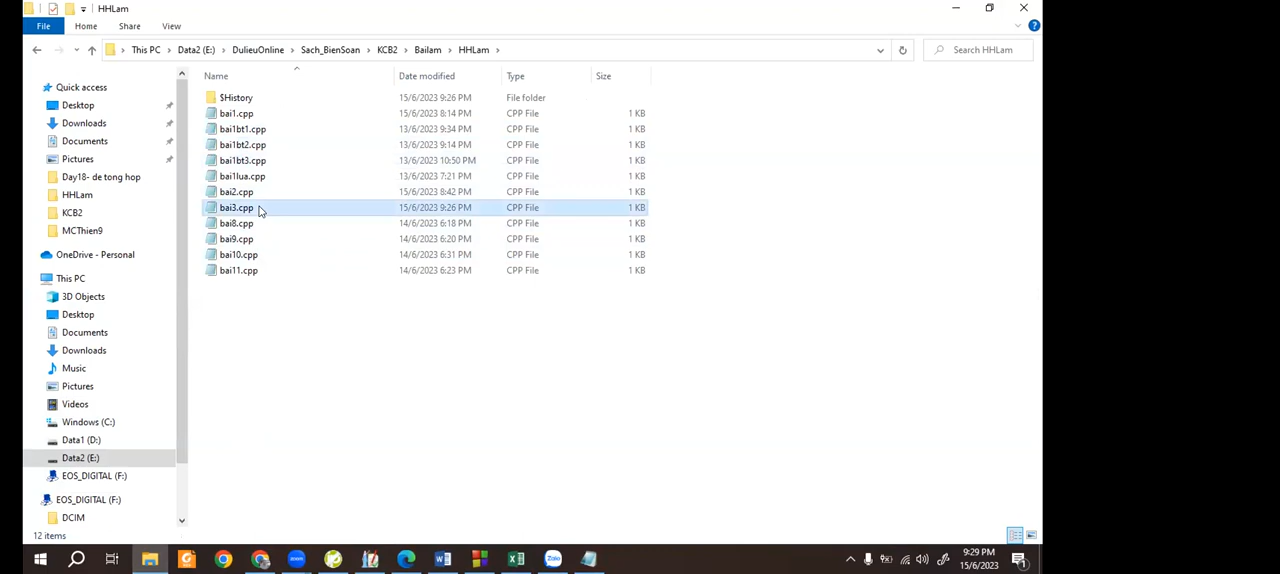 HHLam
File Home Share View
This PC > Data2 (E:) > DulieuOnline > Sach_BienSoan > KCB2 > Bailam > HHLam >
Search HHLam
Name Date modified Type Size
Quick access
Desktop
Downloads
Documents
Pictures
Day18- de tong hop
HHLam
KCB2
MCThien9
OneDrive - Personal
This PC
3D Objects
Desktop
Documents
Downloads
Music
Pictures
Videos
Windows (C:)
Data1 (D:)
Data2 (E:)
EOS_DIGITAL (F:)
EOS_DIGITAL (F:)
DCIM
$History 15/6/2023 9:26 PM File folder
bai1.cpp 15/6/2023 8:14 PM CPP File 1 KB
bai1bt1.cpp 13/6/2023 9:34 PM CPP File 1 KB
bai1bt2.cpp 13/6/2023 9:14 PM CPP File 1 KB
bai1bt3.cpp 13/6/2023 10:50 PM CPP File 1 KB
bai1lua.cpp 13/6/2023 7:21 PM CPP File 1 KB
bai2.cpp 15/6/2023 8:42 PM CPP File 1 KB
bai3.cpp 15/6/2023 9:26 PM CPP File 1 KB
bai8.cpp 14/6/2023 6:18 PM CPP File 1 KB
bai9.cpp 14/6/2023 6:20 PM CPP File 1 KB
bai10.cpp 14/6/2023 6:31 PM CPP File 1 KB
bai11.cpp 14/6/2023 6:23 PM CPP File 1 KB
12 items
zoom
Zalo
9:29 PM
15/6/2023
1